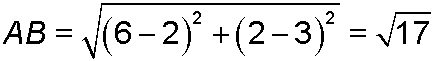 AB = √((6 − 2)² + (2 − 3)²) = √17